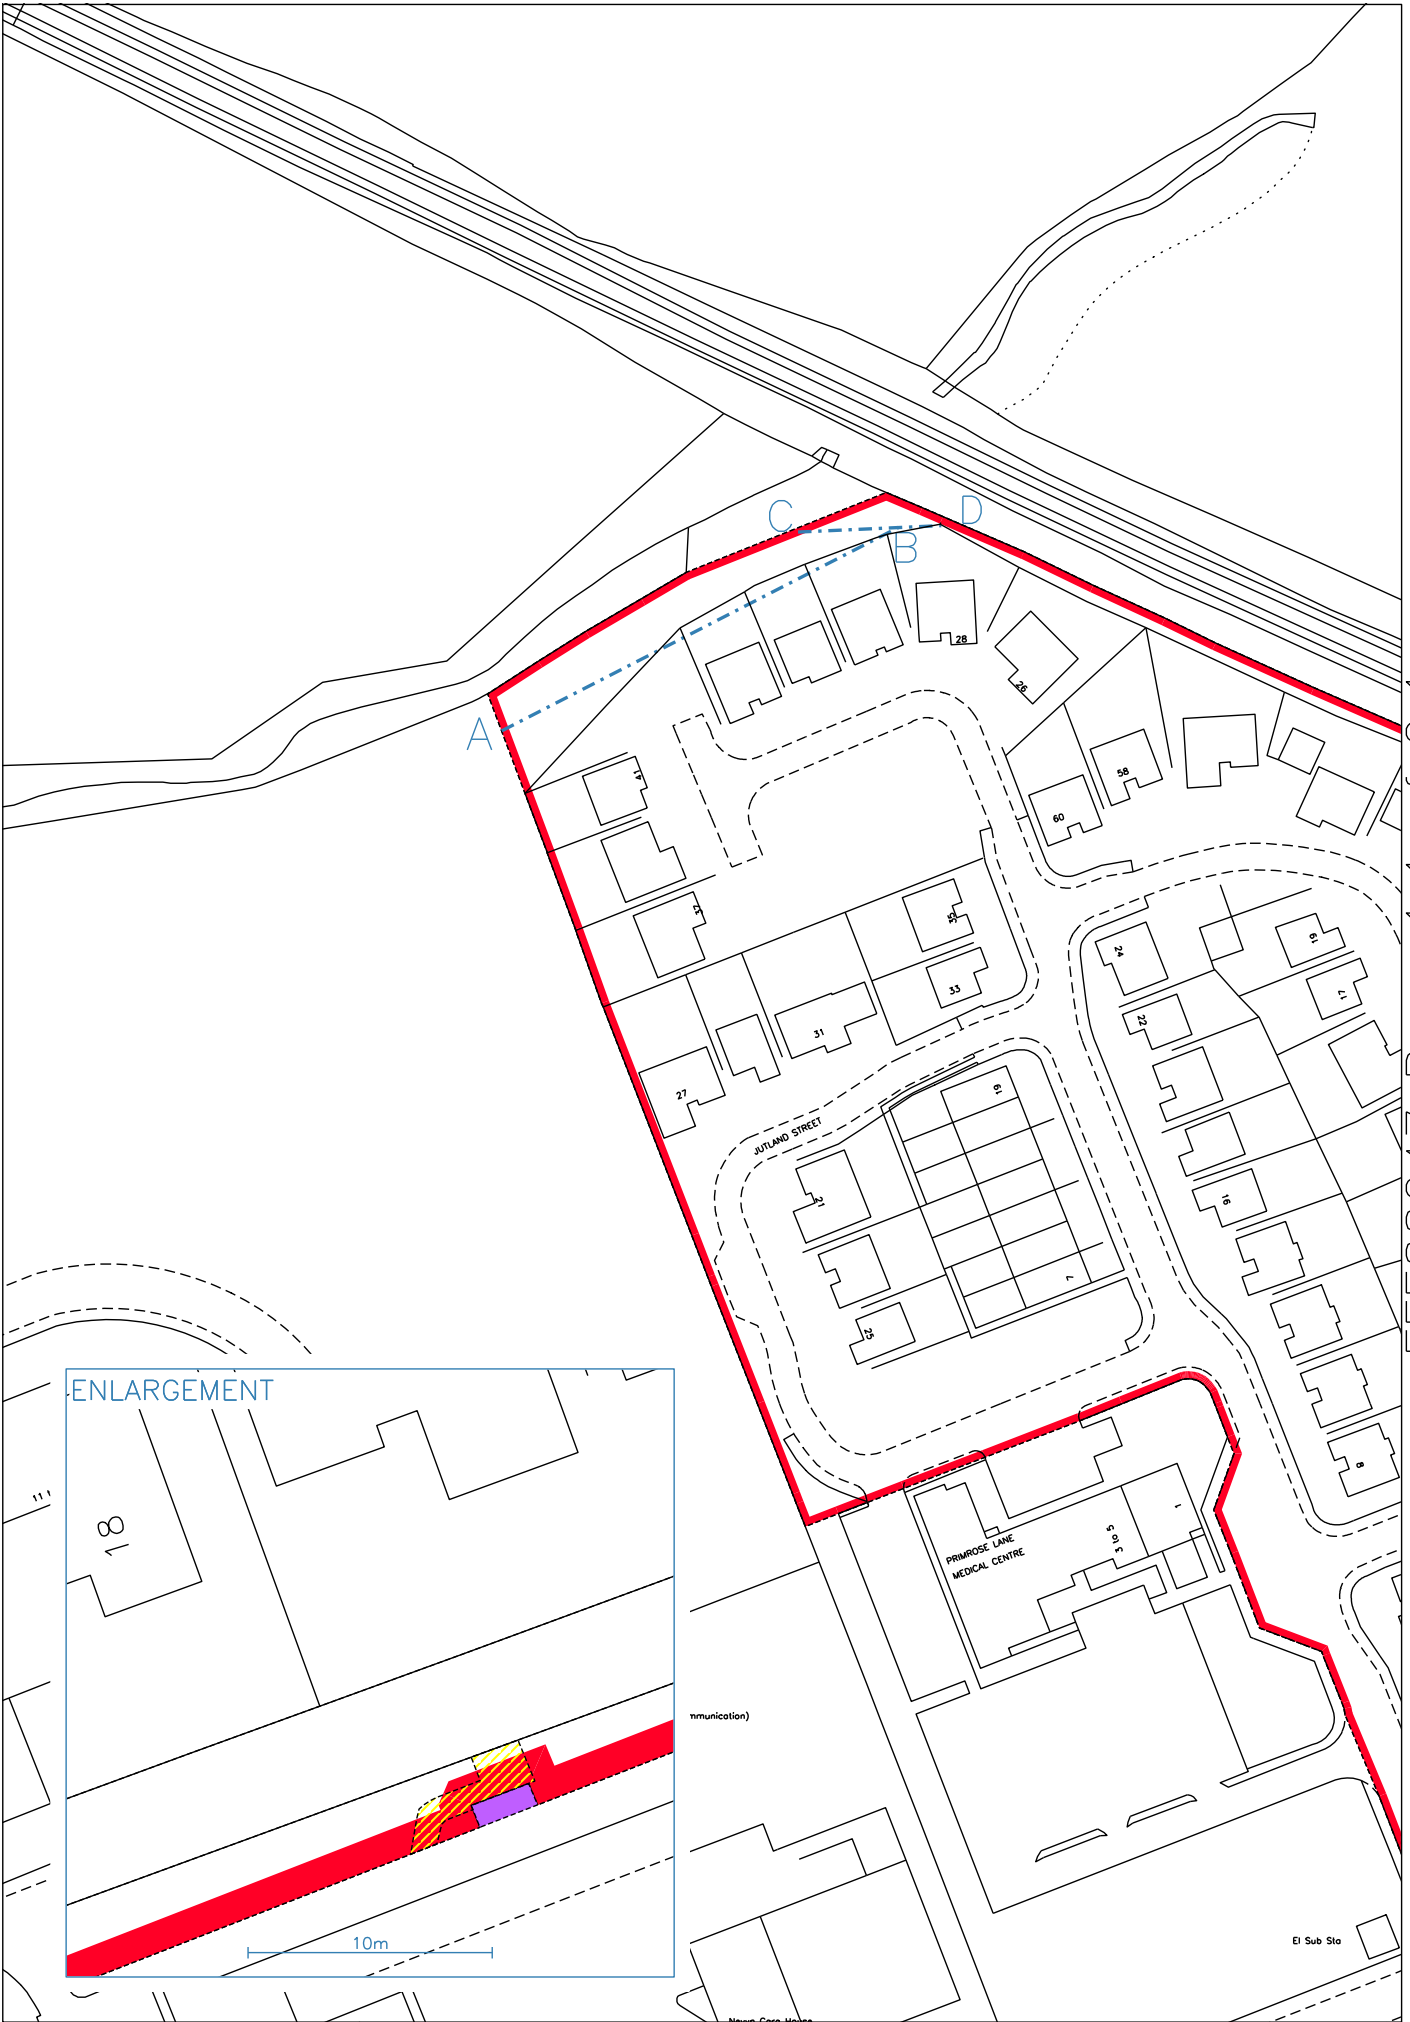 C
D
B
A
28
26
41
58
60
37
35
24
19
33
17
22
31
27
19
JUTLAND STREET
21
16
7
25
ENLARGEMENT
8
18
1
3 to 5
PRIMROSE LANE
MEDICAL CENTRE
mmunication)
10m
El Sub Sta